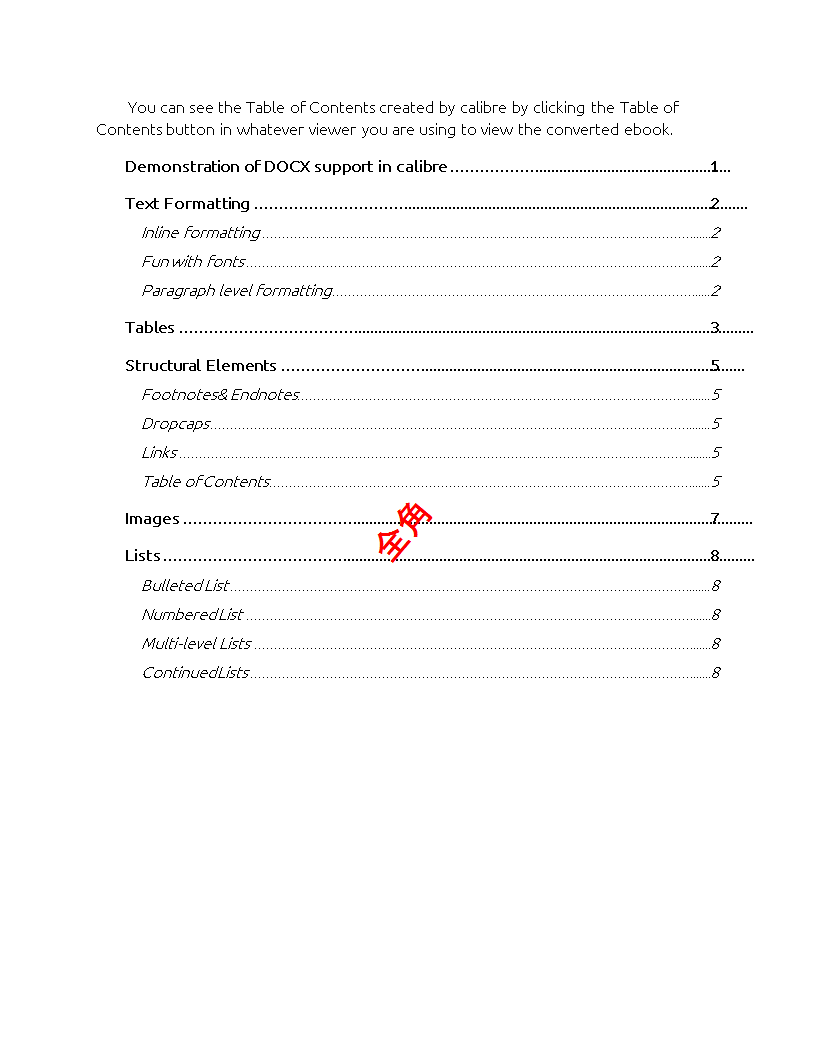 You can see the Table of Contents created by calibre by clicking the Table of
Contents button in whatever viewer you are using to view the converted ebook.
Demonstration of DOCX support in calibre ........ 1
Text Formatting ........ 2
Inline formatting ........ 2
Fun with fonts ........ 2
Paragraph level formatting ........ 2
Tables ........ 3
Structural Elements ........ 5
Footnotes & Endnotes ........ 5
Dropcaps ........ 5
Links ........ 5
Table of Contents ........ 5
Images ........ 7
全角
Lists ........ 8
Bulleted List ........ 8
Numbered List ........ 8
Multi-level Lists ........ 8
Continued Lists ........ 8